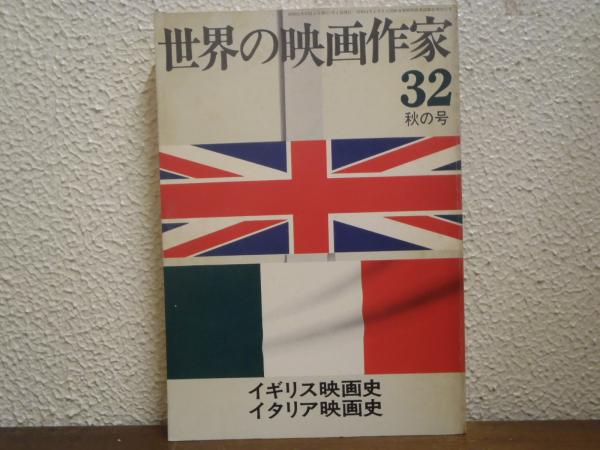 世界の映画作家
32
秋の号
イギリス映画史
イタリア映画史